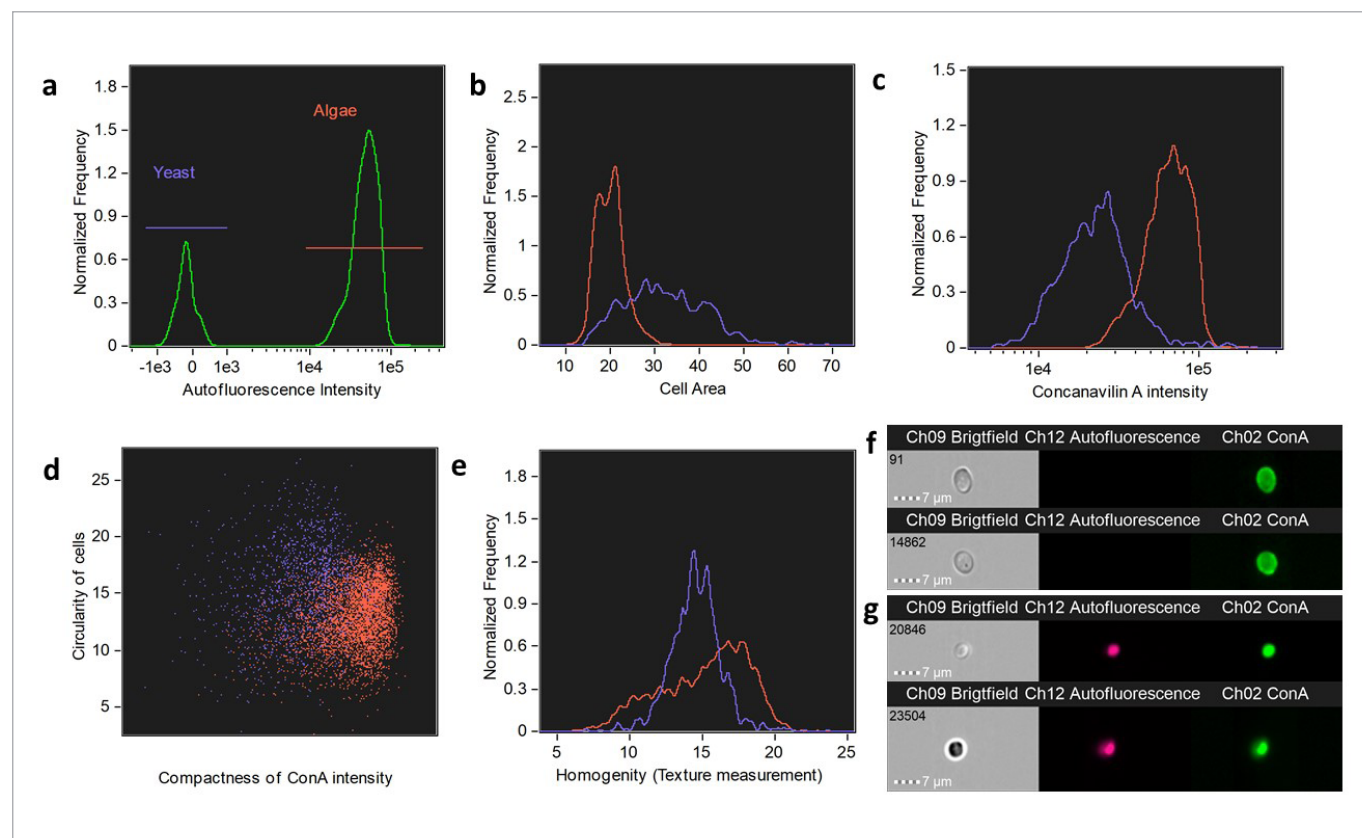 a
1.8
1.5
1.2
0.9
0.6
0.3
0
Normalized Frequency
Yeast
Algae
-1e3
0
1e3
1e4
1e5
Autofluorescence Intensity
b
2.5
2
1.5
1
0.5
0
Normalized Frequency
10
20
30
40
50
60
70
Cell Area
c
1.5
1.2
0.9
0.6
0.3
0
Normalized Frequency
1e4
1e5
Concanavilin A intensity
d
25
20
15
10
5
Circularity of cells
Compactness of ConA intensity
e
1.8
1.5
1.2
0.9
0.6
0.3
0
Normalized Frequency
5
10
15
20
25
Homogenity (Texture measurement)
f
Ch09 Brigtfield Ch12 Autofluorescence Ch02 ConA
91
7 µm
Ch09 Brigtfield Ch12 Autofluorescence Ch02 ConA
14862
7 µm
g
Ch09 Brigtfield Ch12 Autofluorescence Ch02 ConA
20846
7 µm
Ch09 Brigtfield Ch12 Autofluorescence Ch02 ConA
23504
7 µm